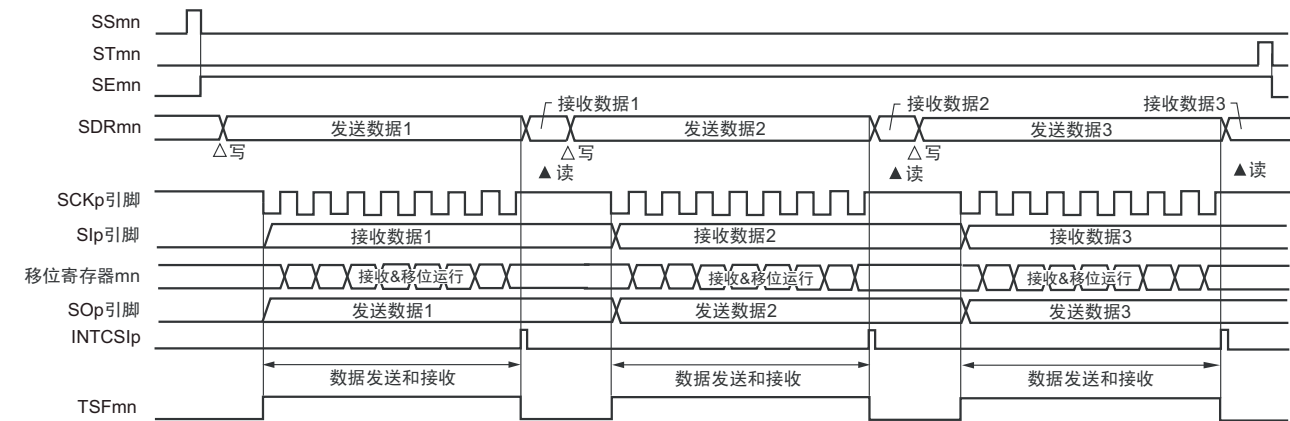 SSmn
STmn
SEmn
接收数据1 接收数据2 接收数据3
SDRmn 发送数据1 发送数据2 发送数据3
△写 △写 △写
▲读 ▲读 ▲读
SCKp引脚
SIp引脚 接收数据1 接收数据2 接收数据3
移位寄存器mn 接收&移位运行 接收&移位运行 接收&移位运行
SOp引脚 发送数据1 发送数据2 发送数据3
INTCSIp
数据发送和接收 数据发送和接收 数据发送和接收
TSFmn